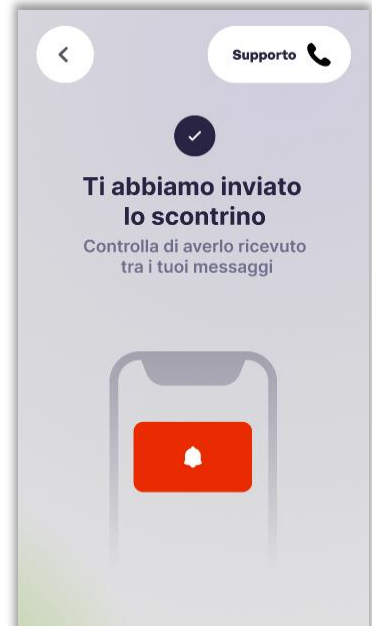 Supporto
Ti abbiamo inviato
lo scontrino
Controlla di averlo ricevuto
tra i tuoi messaggi